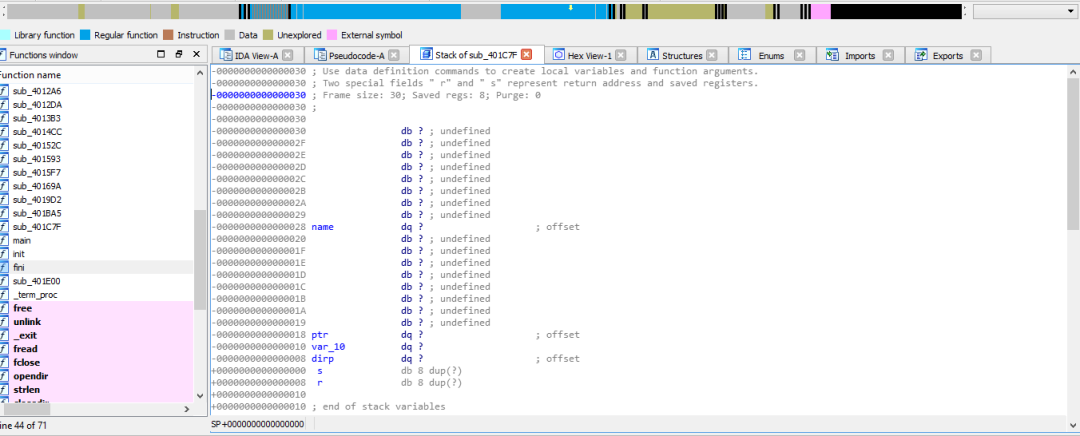 Library function Regular function Instruction Data Unexplored External symbol
Functions window
IDA View-A Pseudocode-A Stack of sub_401C7F Hex View-1 Structures Enums Imports Exports
Function name
sub_4012A6
sub_4012DA
sub_4013B3
sub_4014CC
sub_40152C
sub_401593
sub_4015F7
sub_40169A
sub_4019D2
sub_401BA5
sub_401C7F
main
init
fini
sub_401E00
_term_proc
free
unlink
_exit
fread
fclose
opendir
strlen
ine 44 of 71
-0000000000000030 ; Use data definition commands to create local variables and function arguments.
-0000000000000030 ; Two special fields " r" and " s" represent return address and saved registers.
-0000000000000030 ; Frame size: 30; Saved regs: 8; Purge: 0
-0000000000000030 ;
-0000000000000030
-0000000000000030 db ? ; undefined
-000000000000002F db ? ; undefined
-000000000000002E db ? ; undefined
-000000000000002D db ? ; undefined
-000000000000002C db ? ; undefined
-000000000000002B db ? ; undefined
-000000000000002A db ? ; undefined
-0000000000000029 db ? ; undefined
-0000000000000028 name dq ? ; offset
-0000000000000020 db ? ; undefined
-000000000000001F db ? ; undefined
-000000000000001E db ? ; undefined
-000000000000001D db ? ; undefined
-000000000000001C db ? ; undefined
-000000000000001B db ? ; undefined
-000000000000001A db ? ; undefined
-0000000000000019 db ? ; undefined
-0000000000000018 ptr dq ? ; offset
-0000000000000010 var_10 dq ?
-0000000000000008 dirp dq ? ; offset
+0000000000000000 s db 8 dup(?)
+0000000000000008 r db 8 dup(?)
+0000000000000010
+0000000000000010 ; end of stack variables
SP+0000000000000000